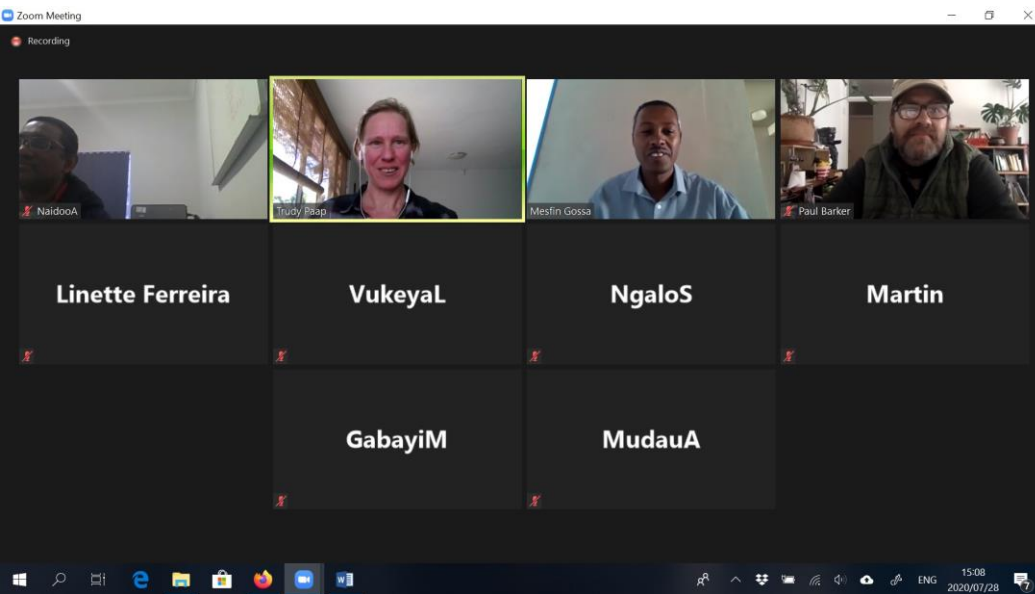 Zoom Meeting
Recording
NaidooA
Trudy Paap
Mesfin Gossa
Paul Barker
Linette Ferreira
VukeyaL
NgaloS
Martin
GabayiM
MudauA
ENG
15:08
2020/07/28
7